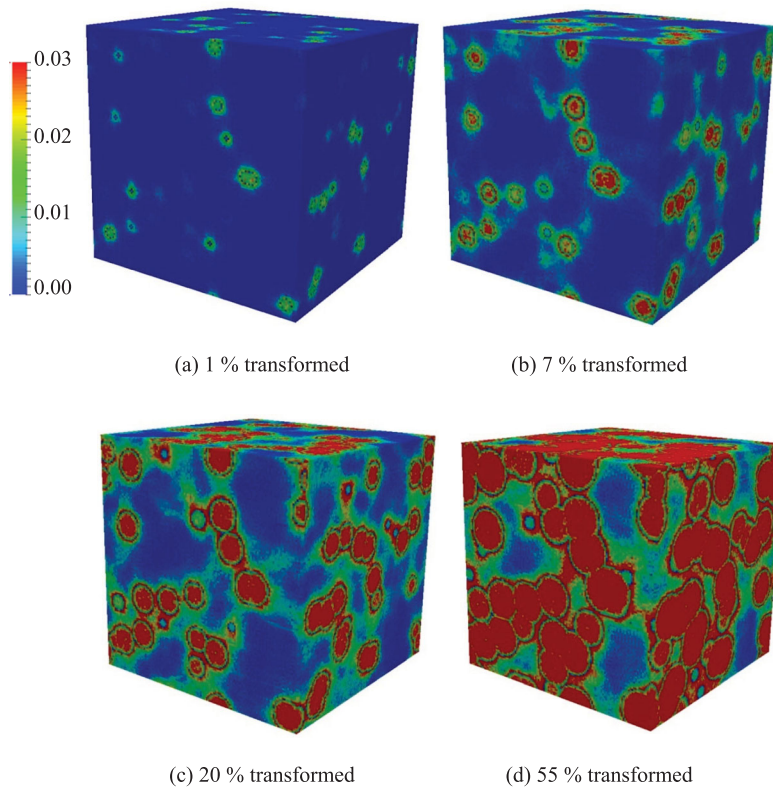 0.03
0.02
0.01
0.00
(a) 1 % transformed
(b) 7 % transformed
(c) 20 % transformed
(d) 55 % transformed